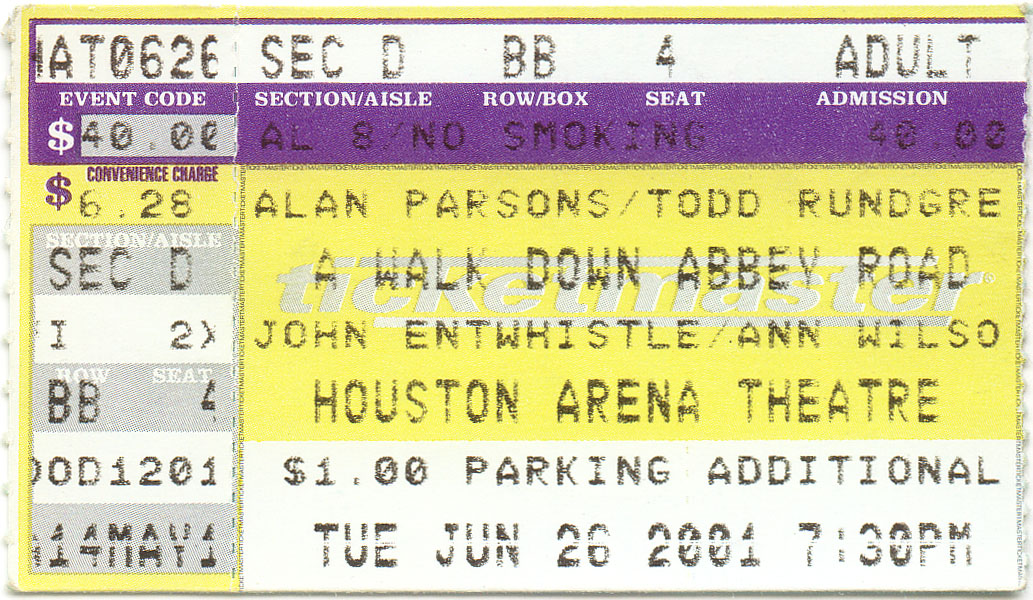 HAT0626 SEC D BB 4 ADULT
EVENT CODE SECTION/AISLE ROW/BOX SEAT ADMISSION
$ 40.00 AL 8/NO SMOKING 40 00
CONVENIENCE CHARGE
$ 6.28 ALAN PARSONS/TODD RUNDGRE
SECTION/AISLE
SEC D A WALK DOWN ABBEY ROAD
ticketmaster®
I 2X JOHN ENTWHISTLE/ANN WILSO
ROW SEAT
BB 4 HOUSTON ARENA THEATRE
OOD1201 $1.00 PARKING ADDITIONAL
14MAY1 TUE JUN 26 2001 7:30PM